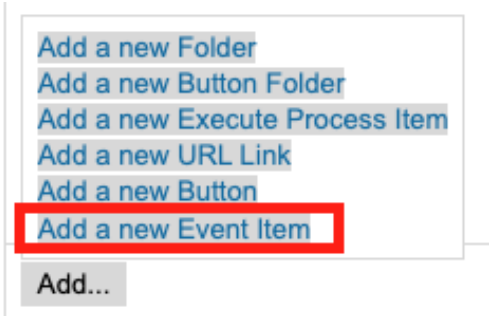 Add a new Folder
Add a new Button Folder
Add a new Execute Process Item
Add a new URL Link
Add a new Button
Add a new Event Item
Add...